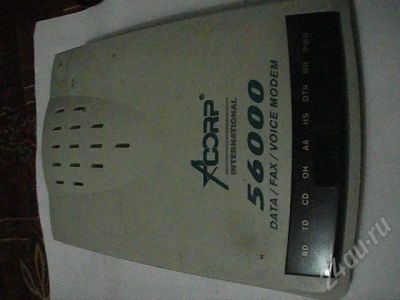 ACORP®
INTERNATIONAL
56000
DATA / FAX / VOICE MODEM
RD TD CD OH AA HS DTR MR PWR
24au.ru